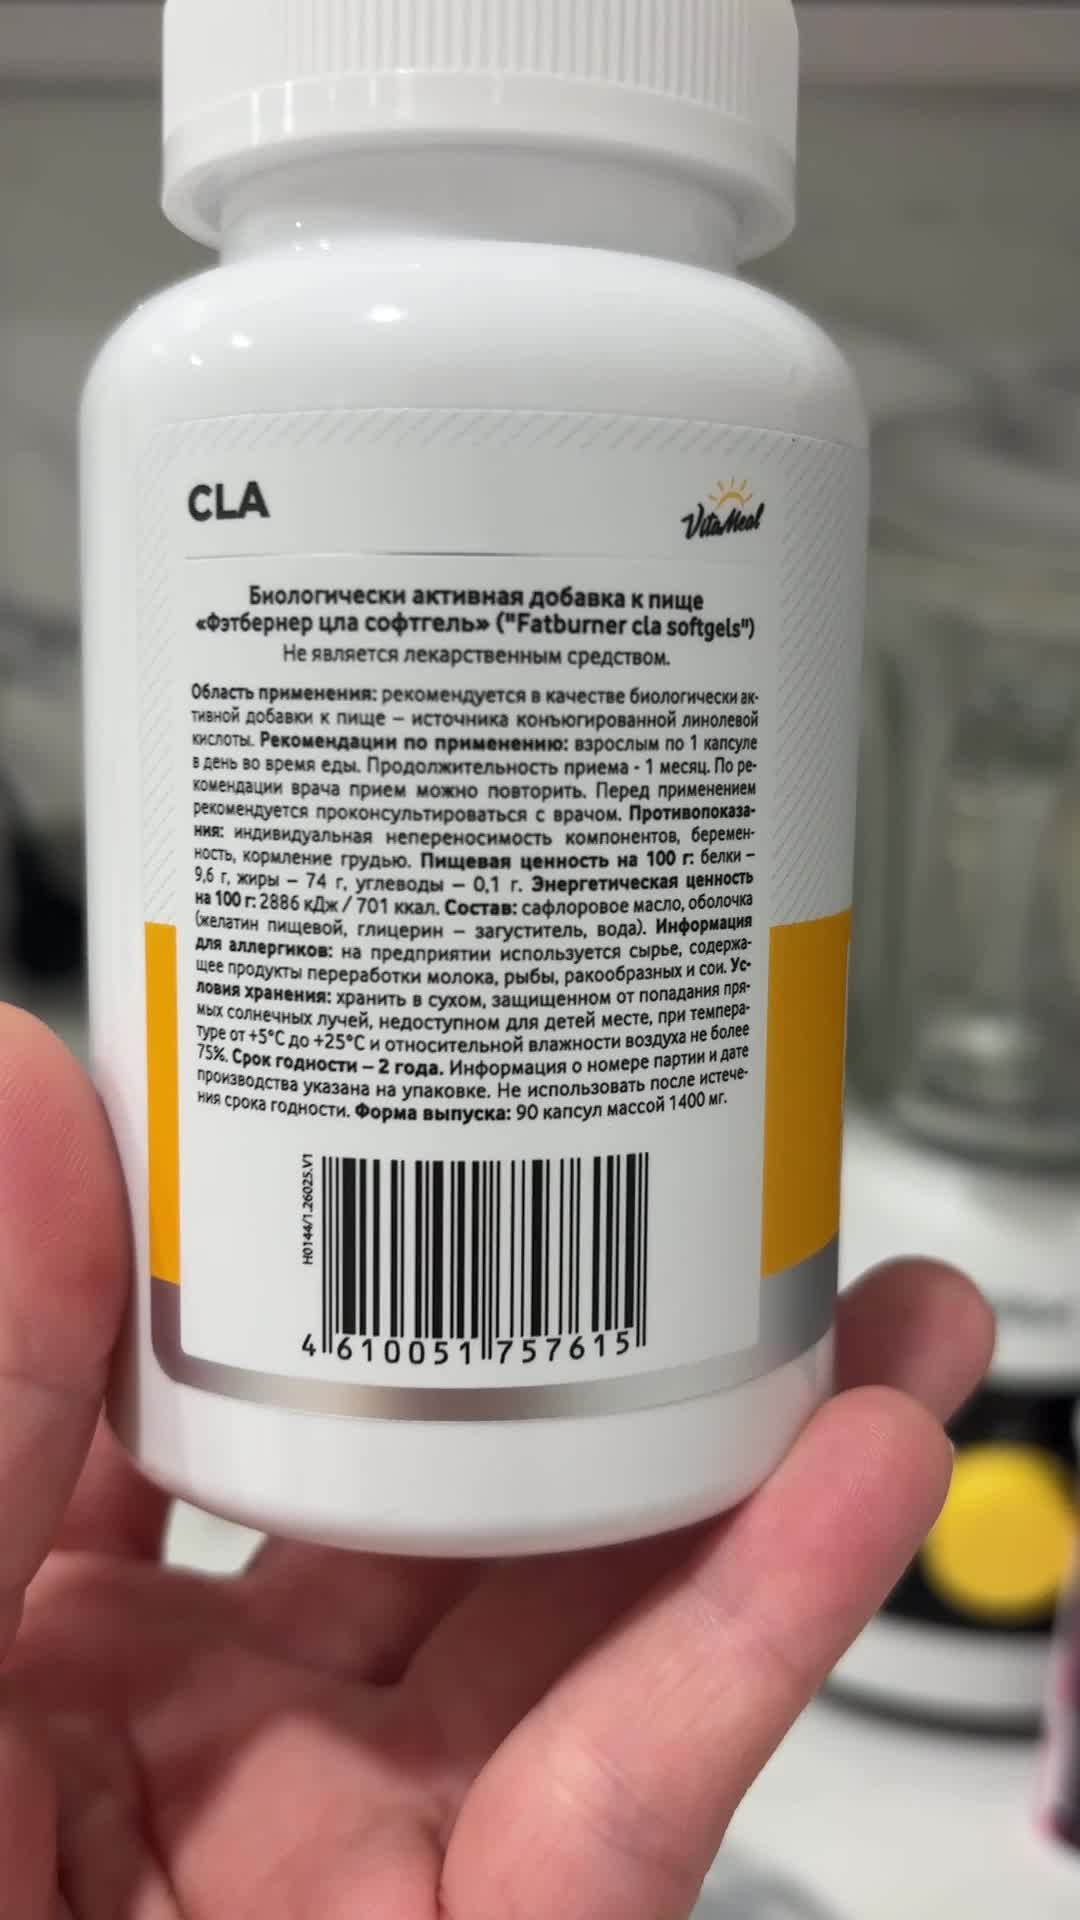 CLA
VitaMeal
Биологически активная добавка к пище
«Фэтбернер цла софтгель» ("Fatburner cla softgels")
Не является лекарственным средством.
Область применения: рекомендуется в качестве биологически ак-
тивной добавки к пище – источника конъюгированной линолевой
кислоты. Рекомендации по применению: взрослым по 1 капсуле
в день во время еды. Продолжительность приема - 1 месяц. По ре-
комендации врача прием можно повторить. Перед применением
рекомендуется проконсультироваться с врачом. Противопоказа-
ния: индивидуальная непереносимость компонентов, беремен-
ность, кормление грудью. Пищевая ценность на 100 г: белки –
9,6 г, жиры – 74 г, углеводы – 0,1 г. Энергетическая ценность
на 100 г: 2886 кДж / 701 ккал. Состав: сафлоровое масло, оболочка
(желатин пищевой, глицерин – загуститель, вода). Информация
для аллергиков: на предприятии используется сырье, содержа-
щее продукты переработки молока, рыбы, ракообразных и сои. Ус-
ловия хранения: хранить в сухом, защищенном от попадания пря-
мых солнечных лучей, недоступном для детей месте, при темпера-
туре от +5°C до +25°C и относительной влажности воздуха не более
75%. Срок годности – 2 года. Информация о номере партии и дате
производства указана на упаковке. Не использовать после истече-
ния срока годности. Форма выпуска: 90 капсул массой 1400 мг.
H0144/1.26025.V1
4 610051 757615